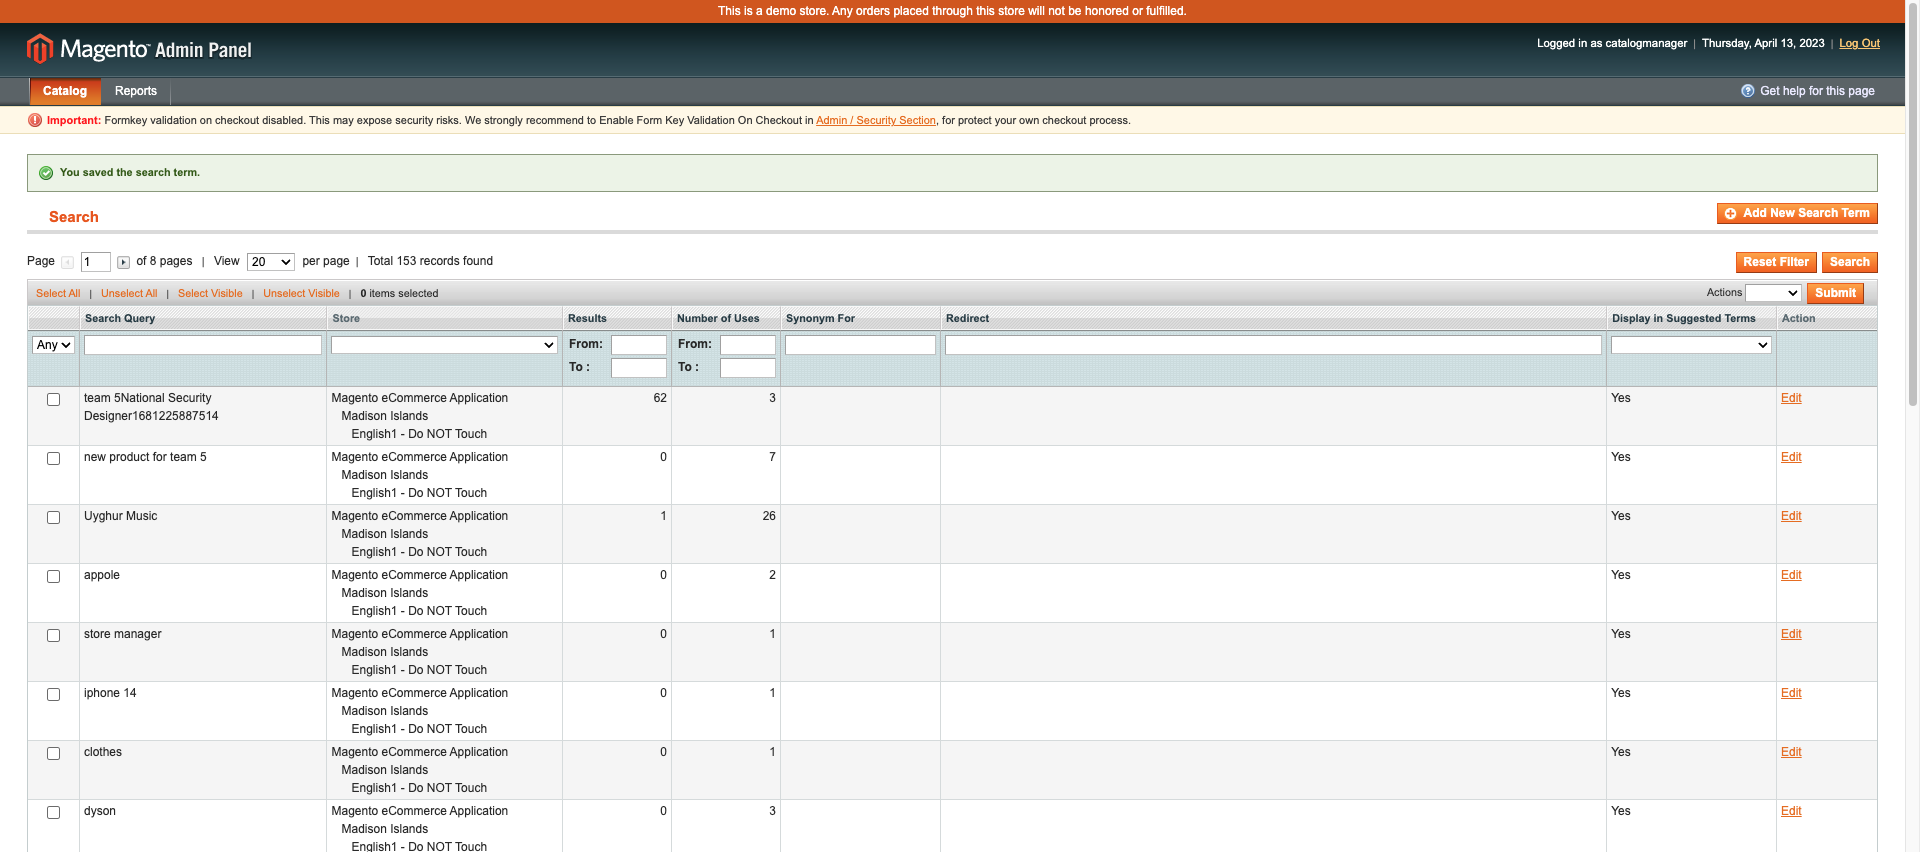 This is a demo store. Any orders placed through this store will not be honored or fulfilled.
Magento Admin Panel
Logged in as catalogmanager | Thursday, April 13, 2023 | Log Out
Catalog Reports
Get help for this page
Important: Formkey validation on checkout disabled. This may expose security risks. We strongly recommend to Enable Form Key Validation On Checkout in Admin / Security Section, for protect your own checkout process.
You saved the search term.
Search
Add New Search Term
Page 1 of 8 pages | View 20 per page | Total 153 records found
Reset Filter Search
Select All | Unselect All | Select Visible | Unselect Visible | 0 items selected
Actions Submit
Search Query Store Results Number of Uses Synonym For Redirect Display in Suggested Terms Action
Any From: From:
To : To :
team 5National Security Magento eCommerce Application 62 3 Yes Edit
Designer1681225887514 Madison Islands
English1 - Do NOT Touch
new product for team 5 Magento eCommerce Application 0 7 Yes Edit
Madison Islands
English1 - Do NOT Touch
Uyghur Music Magento eCommerce Application 1 26 Yes Edit
Madison Islands
English1 - Do NOT Touch
appole Magento eCommerce Application 0 2 Yes Edit
Madison Islands
English1 - Do NOT Touch
store manager Magento eCommerce Application 0 1 Yes Edit
Madison Islands
English1 - Do NOT Touch
iphone 14 Magento eCommerce Application 0 1 Yes Edit
Madison Islands
English1 - Do NOT Touch
clothes Magento eCommerce Application 0 1 Yes Edit
Madison Islands
English1 - Do NOT Touch
dyson Magento eCommerce Application 0 3 Yes Edit
Madison Islands
English1 - Do NOT Touch